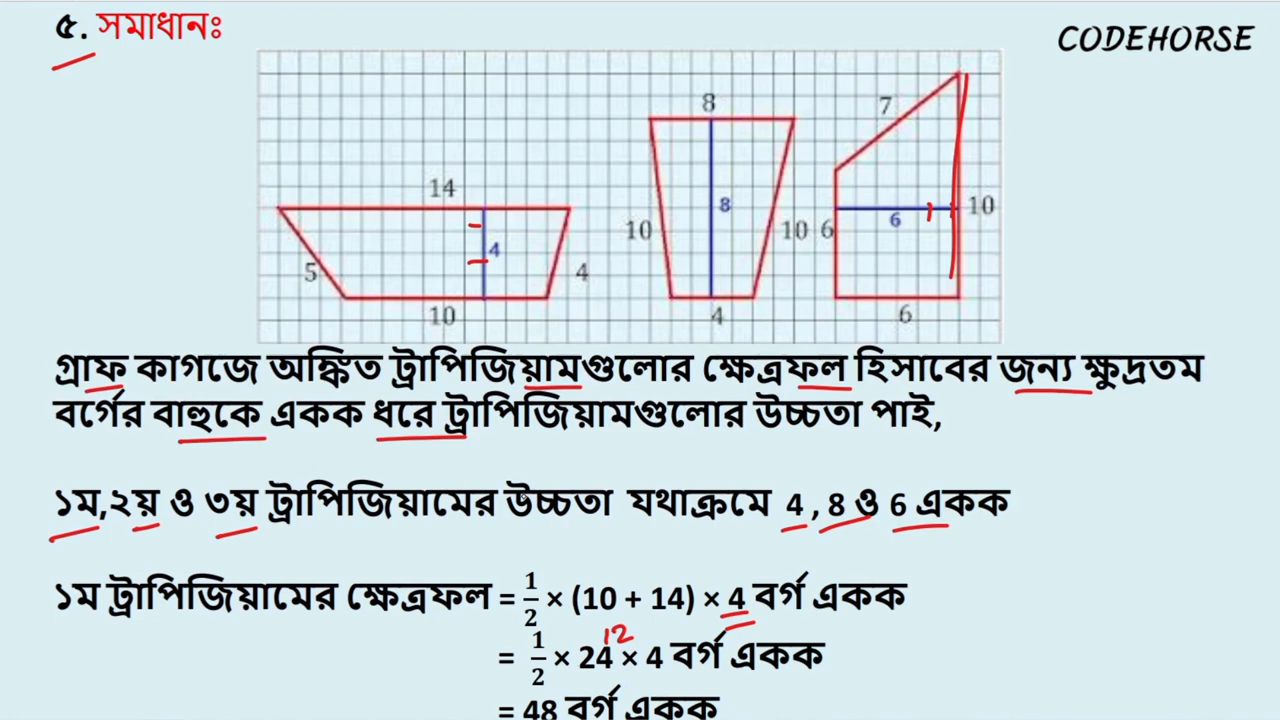 ৫. সমাধানঃ
CODEHORSE
8
7
14
8
10
4
10
10 6
6
5
4
10
4
6
গ্রাফ কাগজে অঙ্কিত ট্রাপিজিয়ামগুলোর ক্ষেত্রফল হিসাবের জন্য ক্ষুদ্রতম
বর্গের বাহুকে একক ধরে ট্রাপিজিয়ামগুলোর উচ্চতা পাই,
১ম,২য় ও ৩য় ট্রাপিজিয়ামের উচ্চতা যথাক্রমে 4 , 8 ও 6 একক
১ম ট্রাপিজিয়ামের ক্ষেত্রফল = 1/2 × (10 + 14) × 4 বর্গ একক
12
= 1/2 × 24 × 4 বর্গ একক
= 48 বর্গ একক